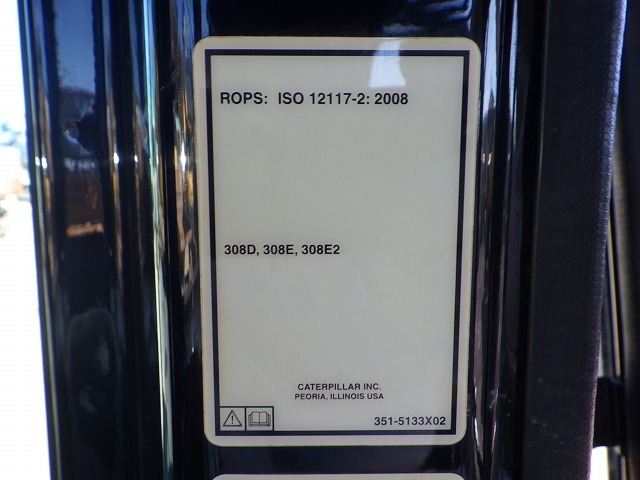 ROPS: ISO 12117-2: 2008
308D, 308E, 308E2
CATERPILLAR INC.
PEORIA, ILLINOIS USA
351-5133X02